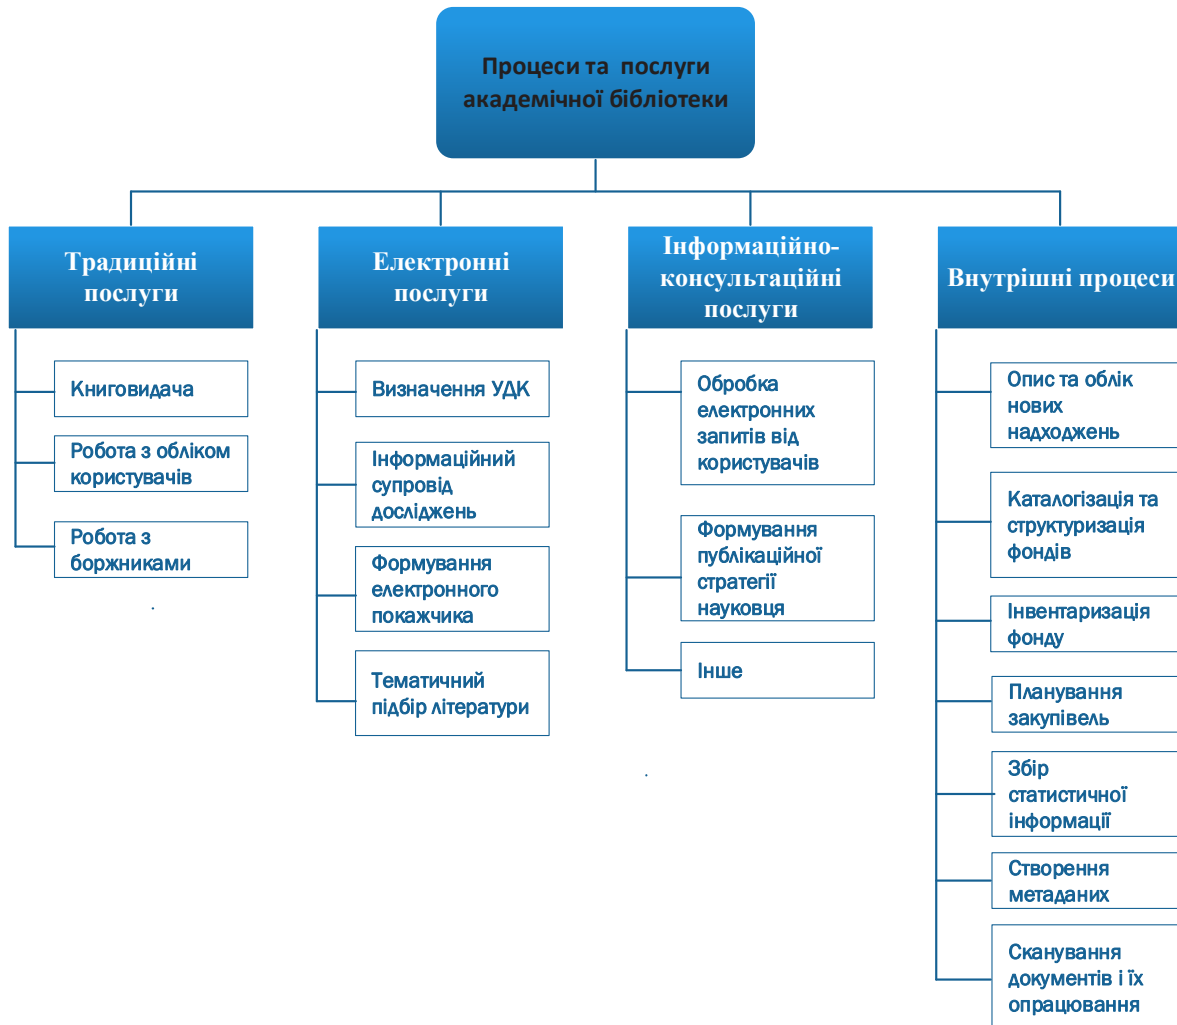 Процеси та послуги
академічної бібліотеки
Традиційні
послуги
Книговидача
Робота з обліком
користувачів
Робота з
боржниками
Електронні
послуги
Визначення УДК
Інформаційний
супровід
досліджень
Формування
електронного
покажчика
Тематичний
підбір літератури
Інформаційно-
консультаційні
послуги
Обробка
електронних
запитів від
користувачів
Формування
публікаційної
стратегії
науковця
Інше
Внутрішні процеси
Опис та облік
нових
надходжень
Каталогізація та
структуризація
фондів
Інвентаризація
фонду
Планування
закупівель
Збір
статистичної
інформації
Створення
метаданих
Сканування
документів і їх
опрацювання